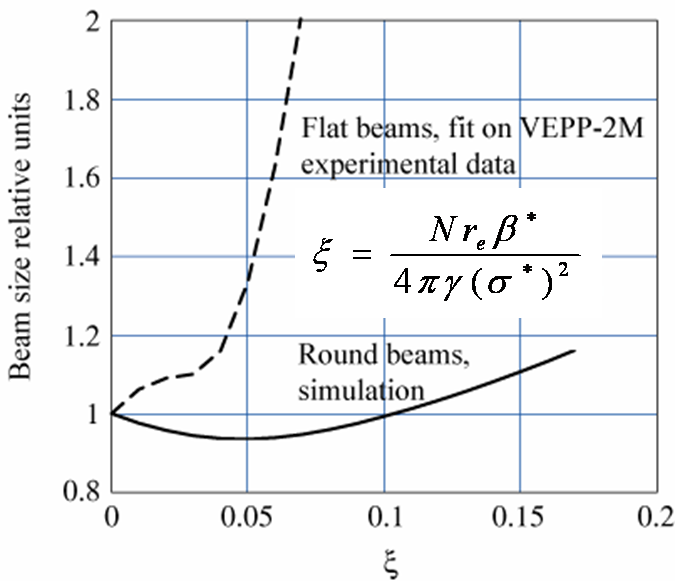 2
1.8
1.6
1.4
1.2
1
0.8
Beam size relative units
Flat beams, fit on VEPP-2M
experimental data
ξ = N r_e β* / 4πγ(σ*)²
Round beams,
simulation
0 0.05 0.1 0.15 0.2
ξ